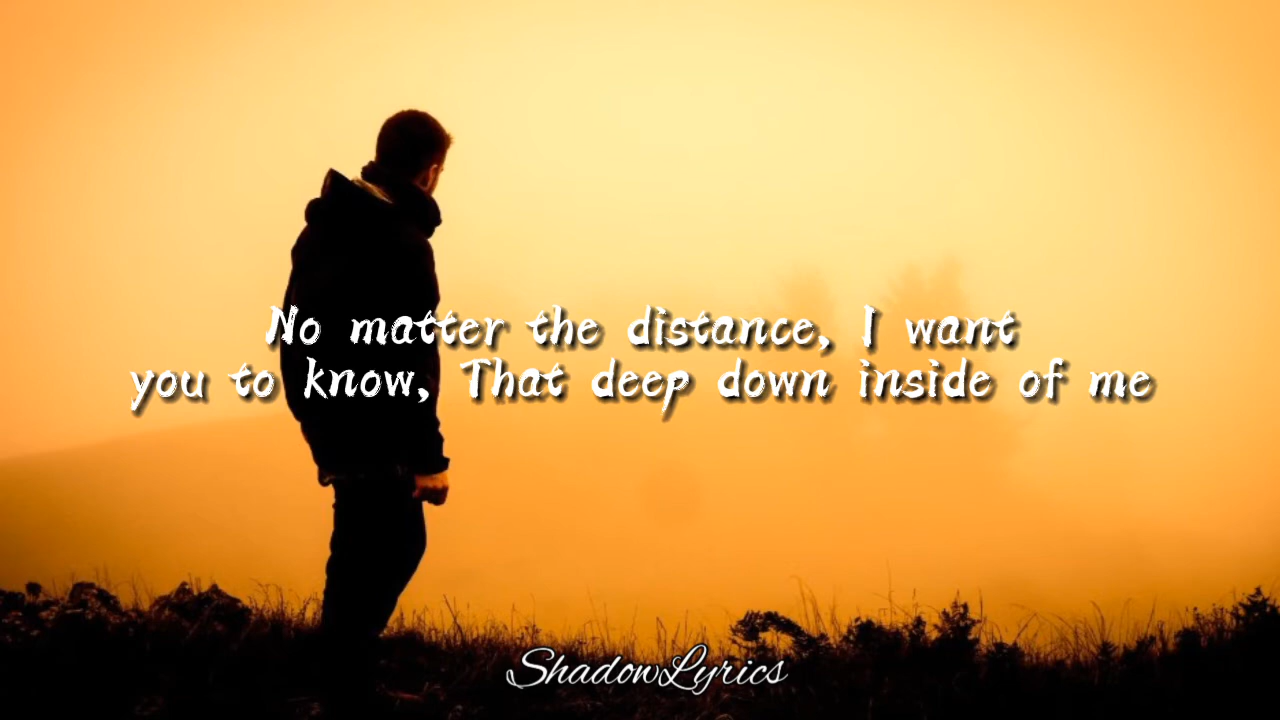 No matter the distance, I want
you to know, That deep down inside of me
ShadowLyrics